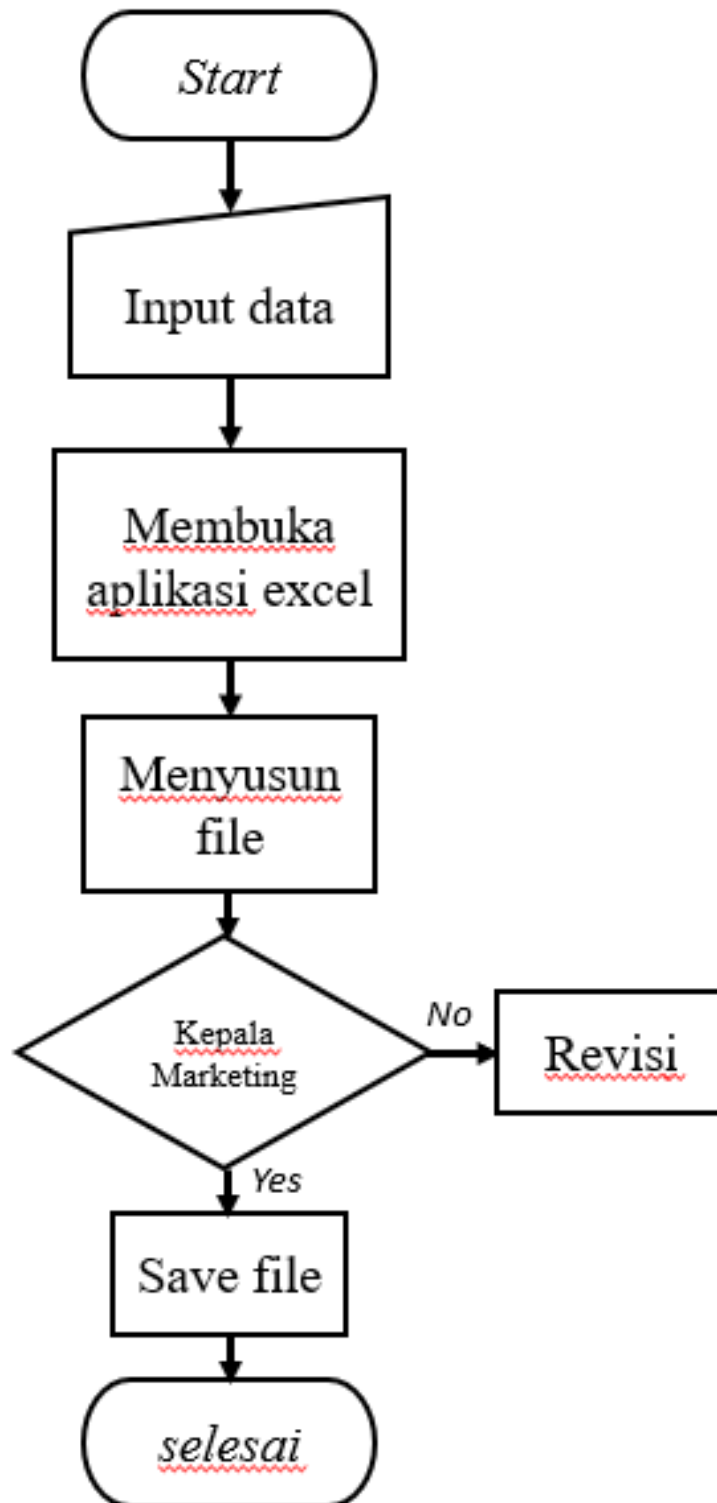 Start
Input data
Membuka
aplikasi excel
Menyusun
file
Kepala
Marketing
No
Revisi
Yes
Save file
selesai